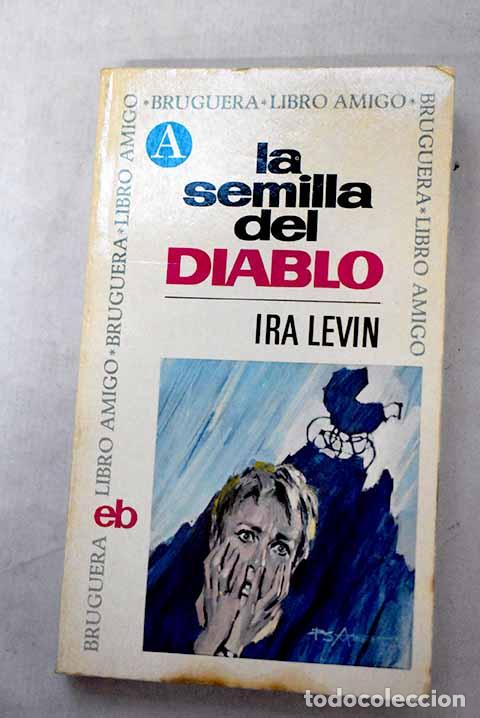 *BRUGUERA*LIBRO AMIGO*
A
la
semilla
del
DIABLO
IRA LEVIN
BRUGUERA LIBRO AMIGO*BRUGUERA*LIBRO AMIGO
BRUGUERA*LIBRO AMIGO
eb
todocoleccion